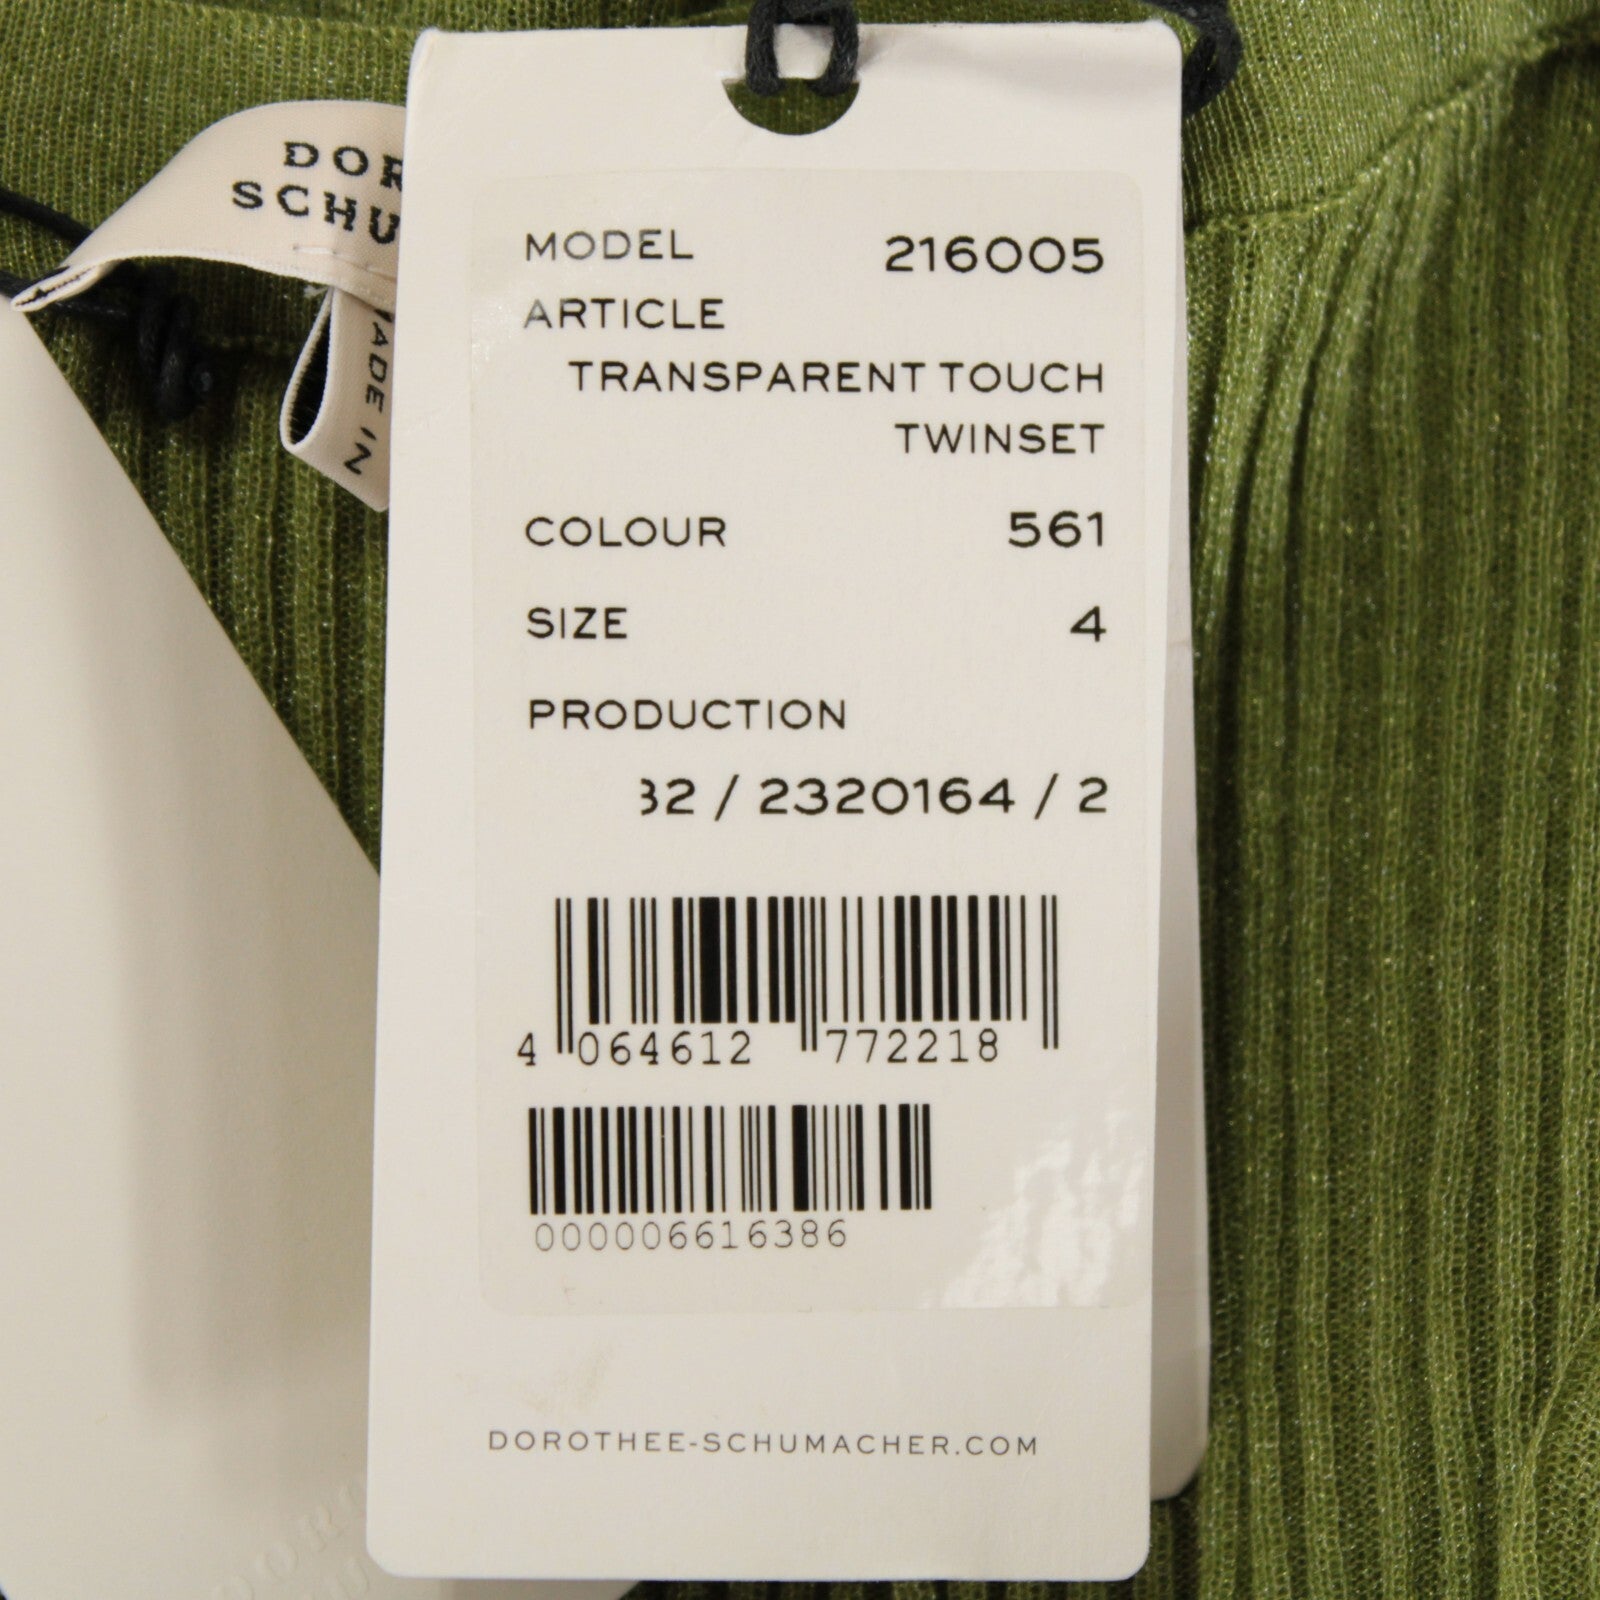 DOR
SCHU
MADE IN
MODEL 216005
ARTICLE
TRANSPARENT TOUCH
TWINSET
COLOUR 561
SIZE 4
PRODUCTION
32 / 2320164 / 2
4 064612 772218
000006616386
DOROTHEE-SCHUMACHER.COM